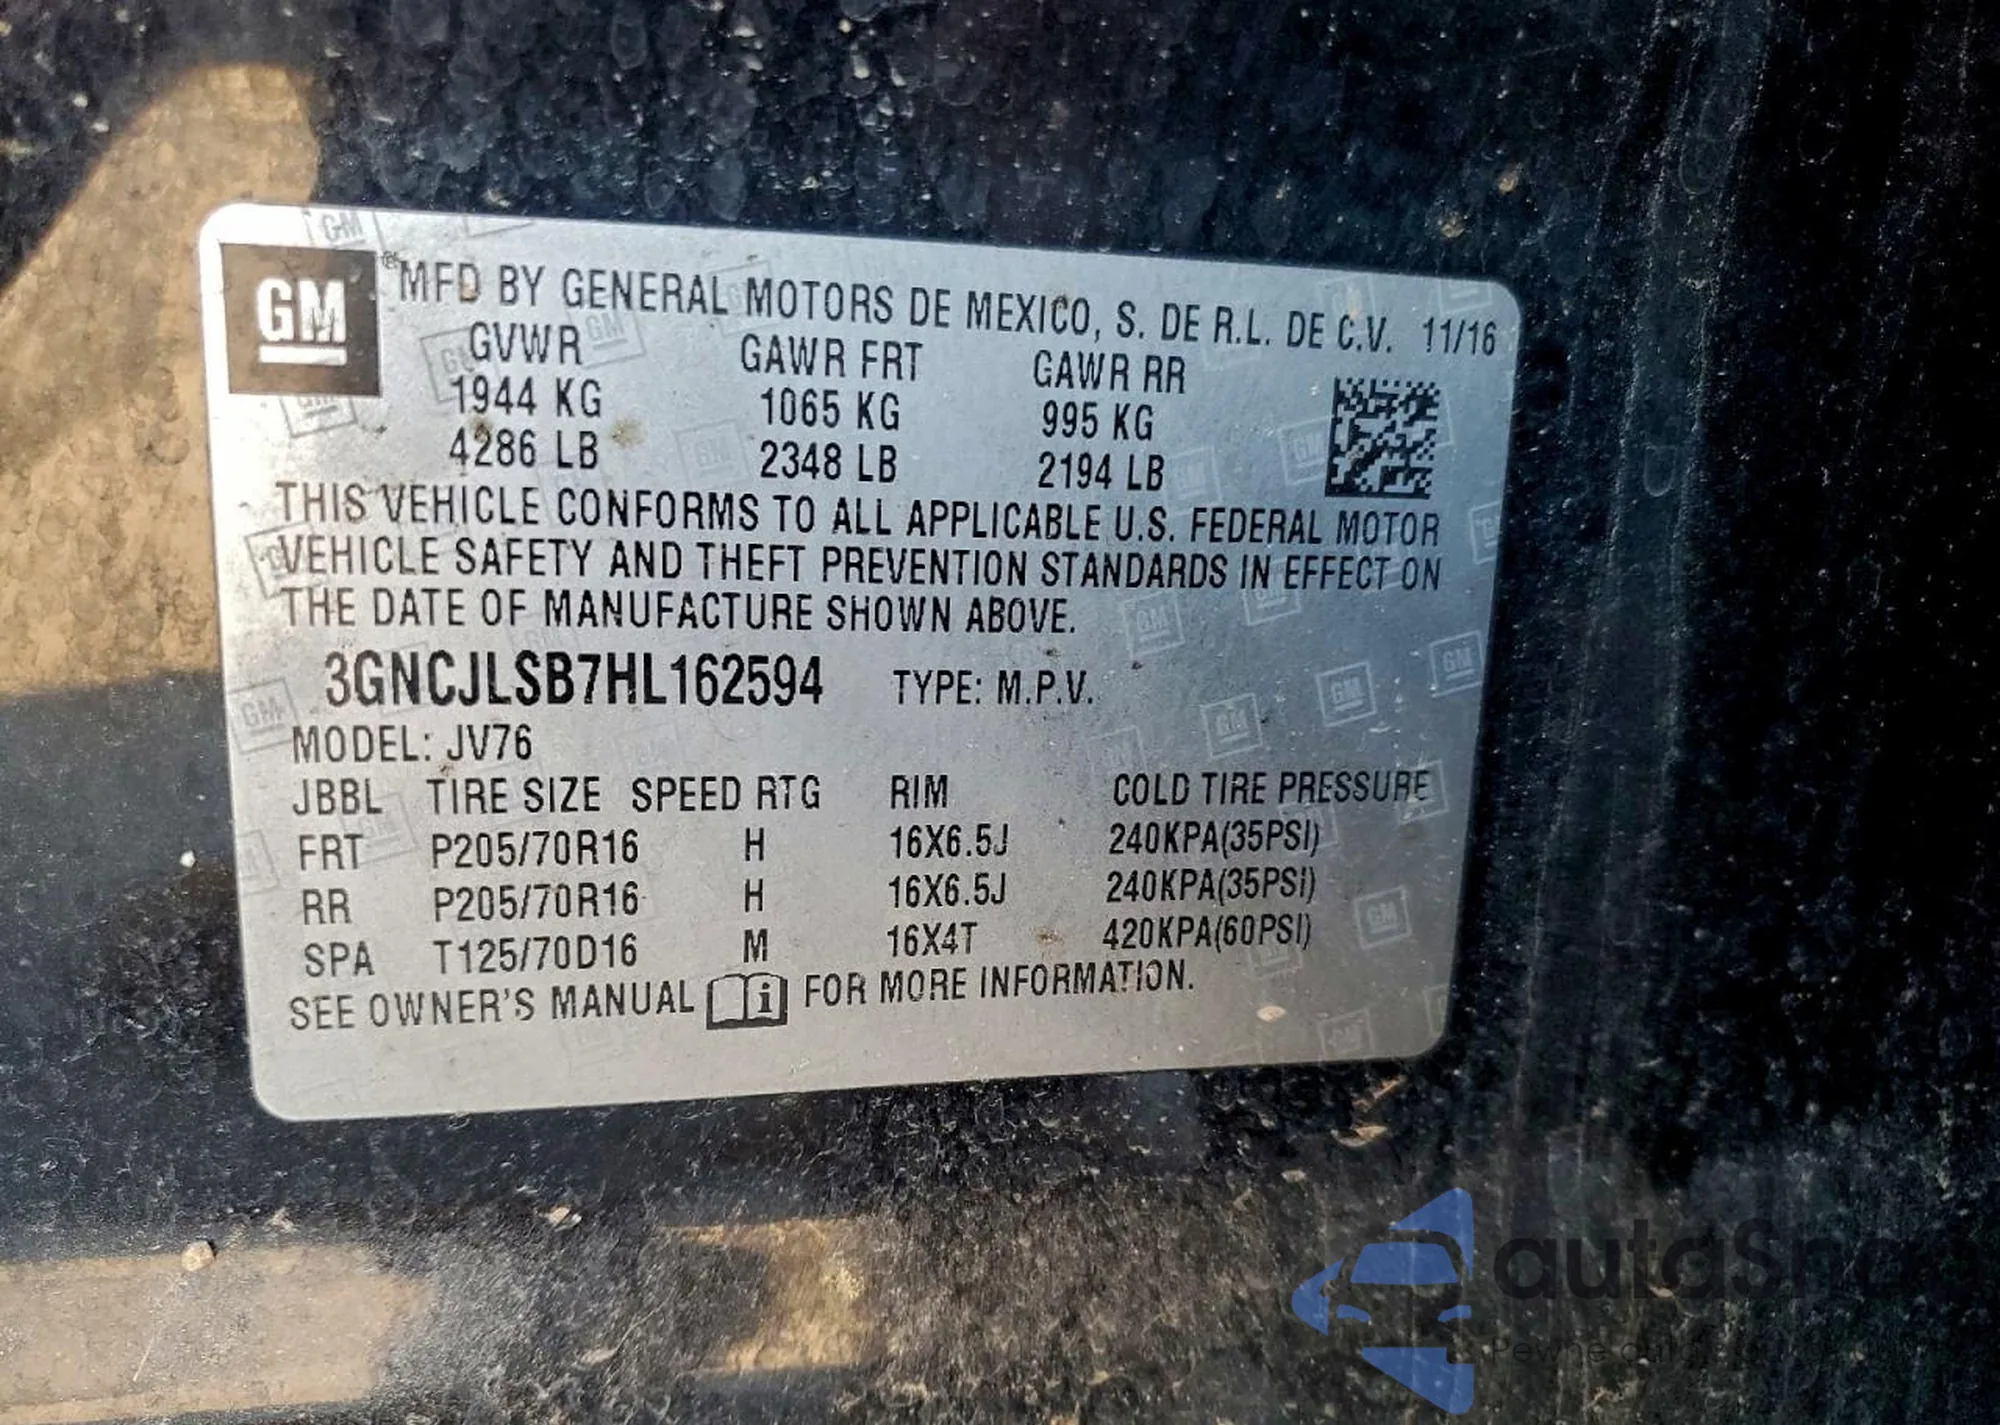 GM
MFD BY GENERAL MOTORS DE MEXICO, S. DE R.L. DE C.V. 11/16
GVWR GAWR FRT GAWR RR
1944 KG 1065 KG 995 KG
4286 LB 2348 LB 2194 LB
THIS VEHICLE CONFORMS TO ALL APPLICABLE U.S. FEDERAL MOTOR
VEHICLE SAFETY AND THEFT PREVENTION STANDARDS IN EFFECT ON
THE DATE OF MANUFACTURE SHOWN ABOVE.
3GNCJLSB7HL162594 TYPE: M.P.V.
MODEL: JV76
JBBL TIRE SIZE SPEED RTG RIM COLD TIRE PRESSURE
FRT P205/70R16 H 16X6.5J 240KPA(35PSI)
RR P205/70R16 H 16X6.5J 240KPA(35PSI)
SPA T125/70D16 M 16X4T 420KPA(60PSI)
SEE OWNER'S MANUAL i FOR MORE INFORMATION.